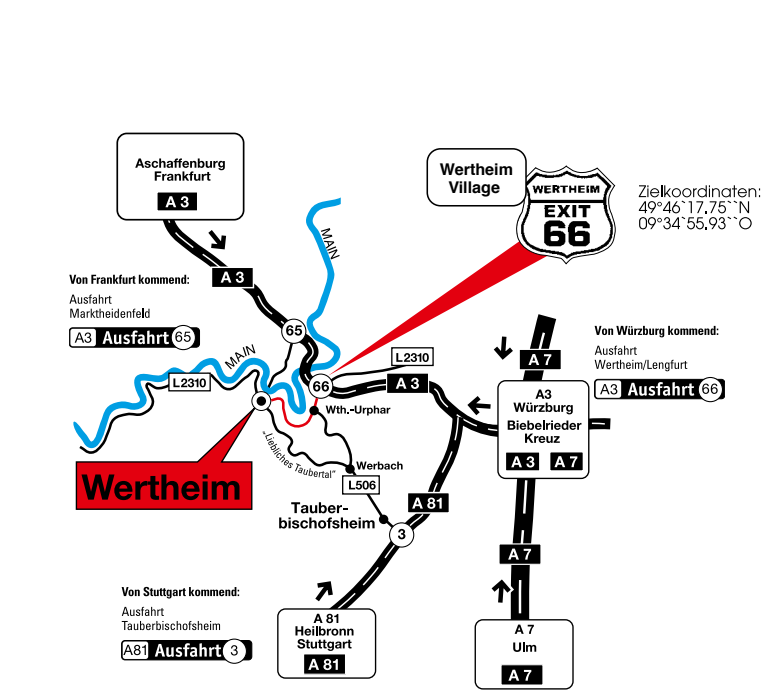 Aschaffenburg
Frankfurt
A 3
Wertheim
Village
WERTHEIM
EXIT
66
Zielkoordinaten:
49°46`17,75``N
09°34`55,93``O
MAIN
Von Frankfurt kommend:
Ausfahrt
Marktheidenfeld
A3 Ausfahrt 65
A 3
65
Von Würzburg kommend:
Ausfahrt
Wertheim/Lengfurt
A3 Ausfahrt 66
A 7
MAIN
L2310
L2310
66
A 3
A3
Würzburg
Biebelrieder
Kreuz
A 3 A 7
Wth.-Urphar
„Liebliches Taubertal"
Werbach
L506
Wertheim
A 81
Tauber-
bischofsheim
3
A 7
Von Stuttgart kommend:
Ausfahrt
Tauberbischofsheim
A81 Ausfahrt 3
A 81
Heilbronn
Stuttgart
A 81
A 7
Ulm
A 7